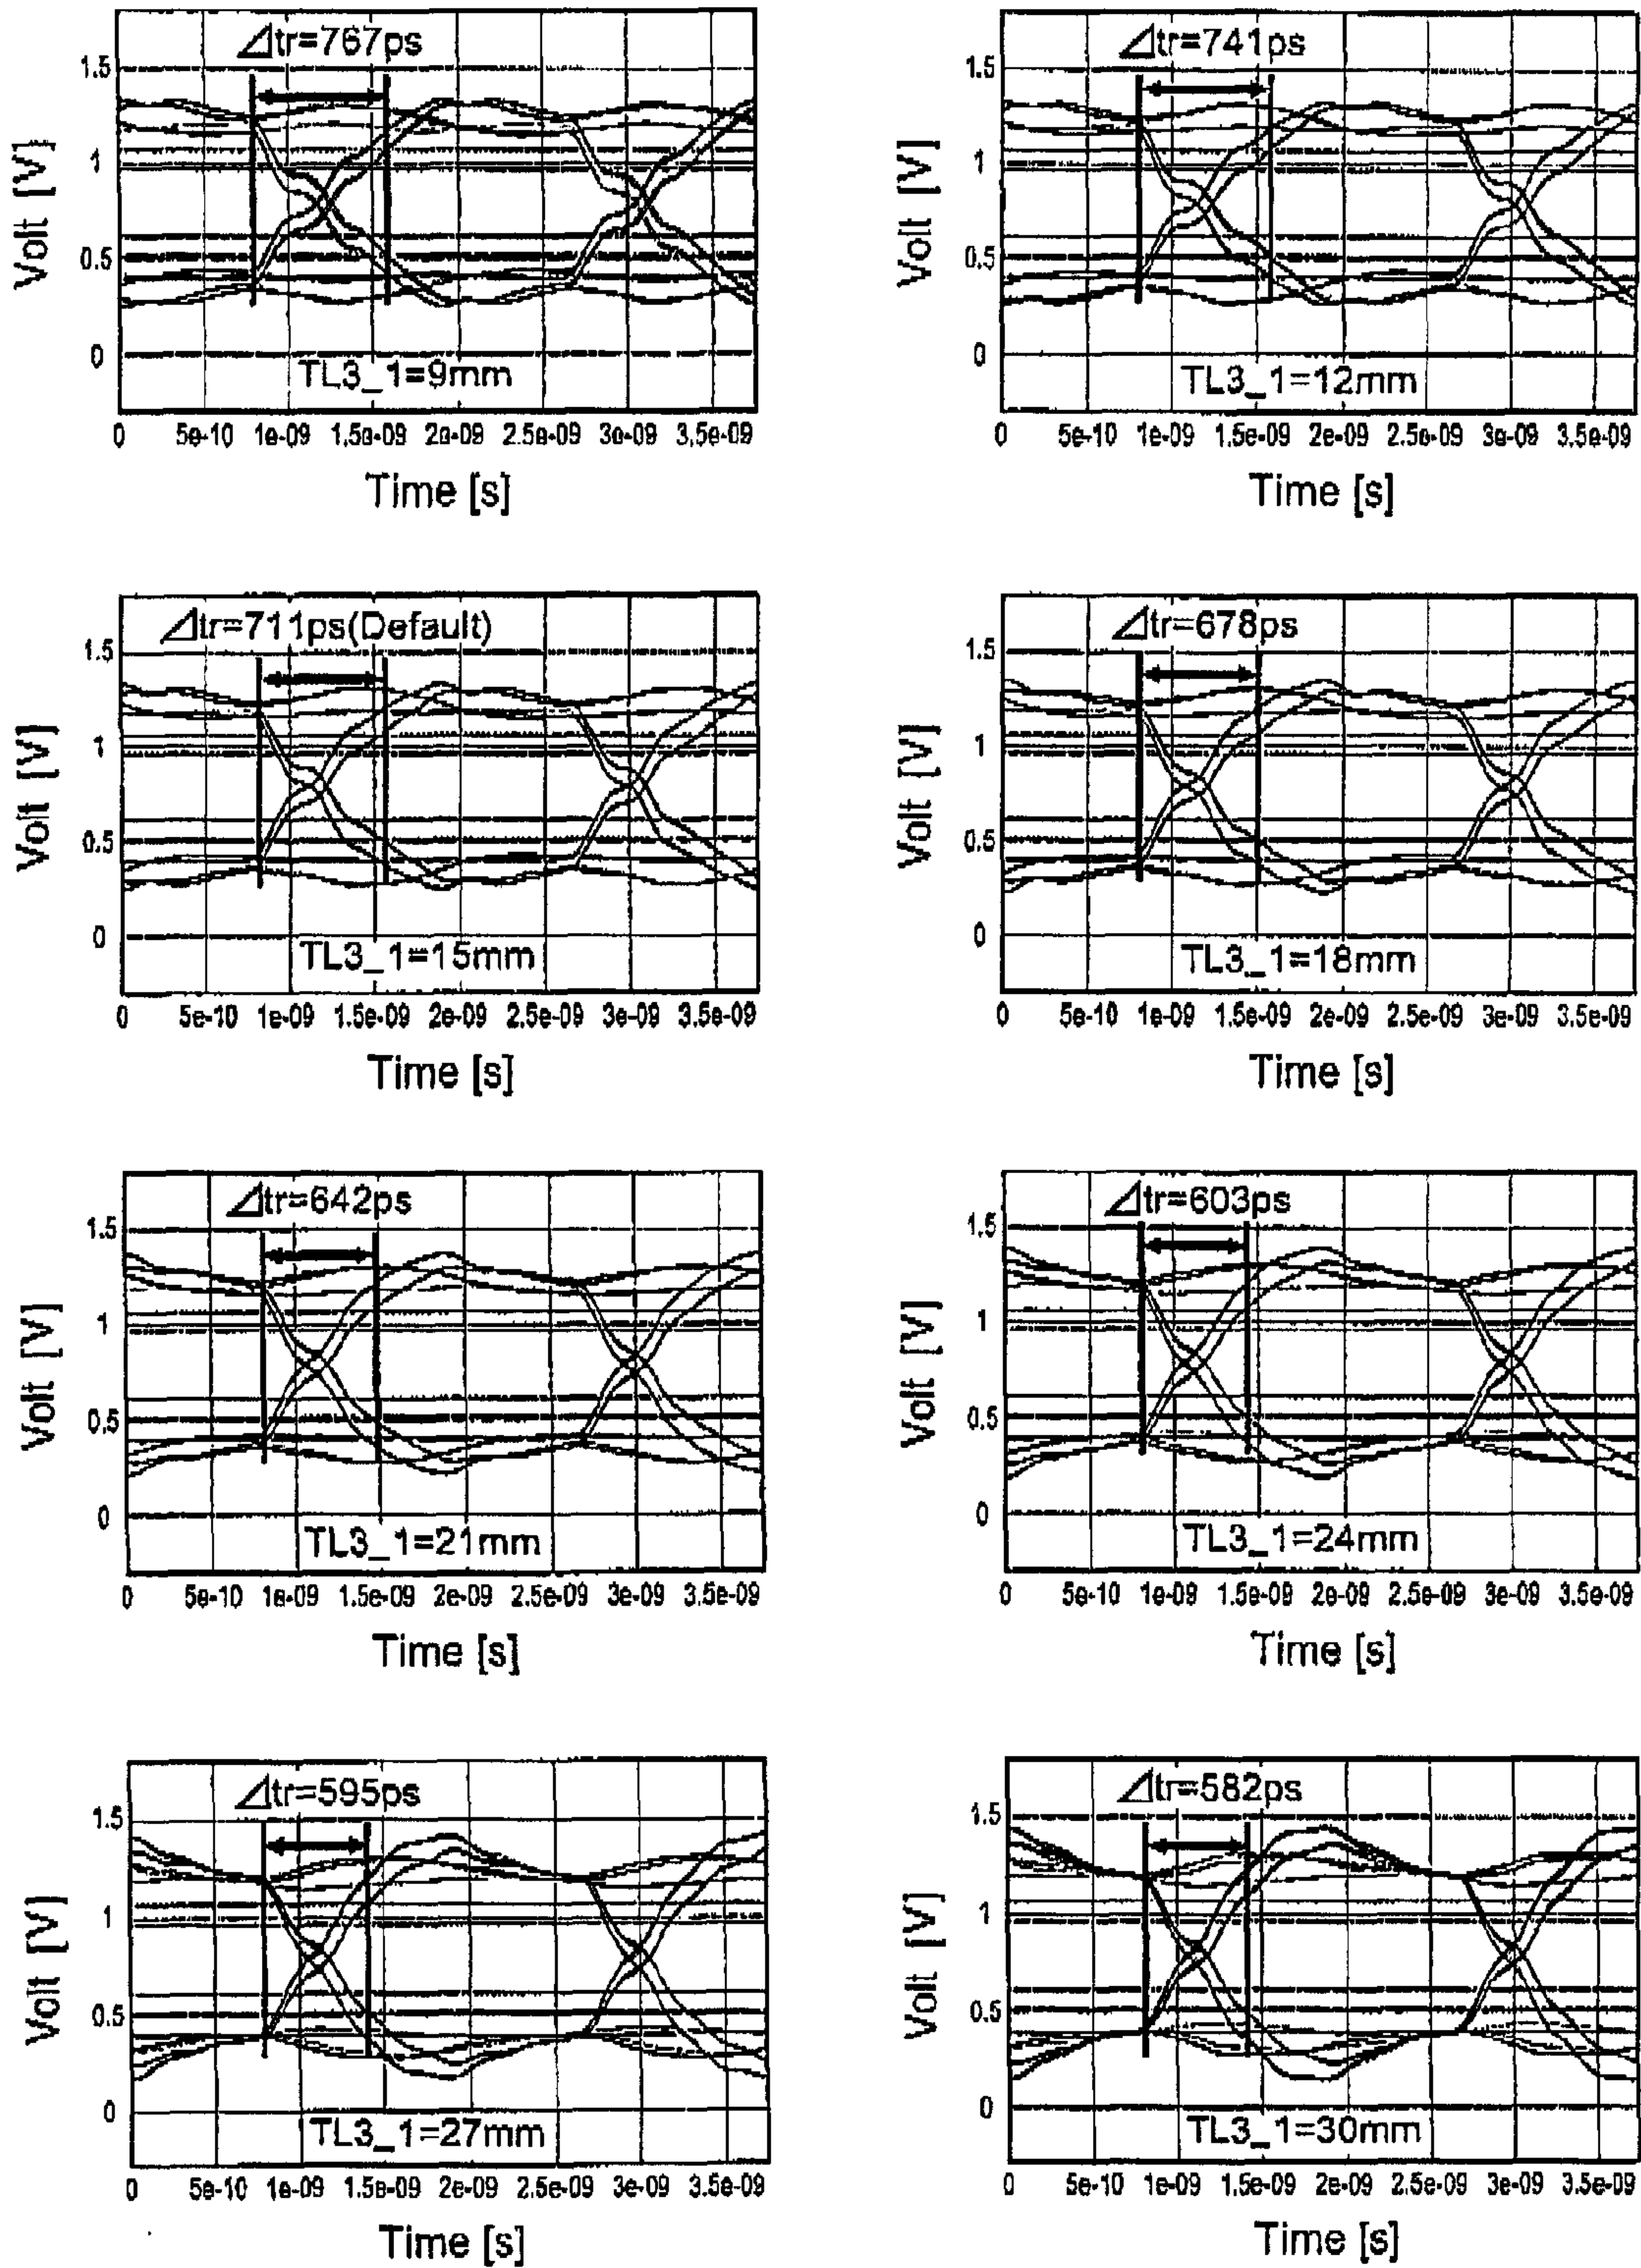 ⊿tr=767ps
1.5
1
0.5
0
Volt [V]
TL3_1=9mm
0 5e-10 1e-09 1.5e-09 2e-09 2.5e-09 3e-09 3.5e-09
Time [s]
⊿tr=741ps
1.5
1
0.5
0
Volt [V]
TL3_1=12mm
0 5e-10 1e-09 1.5e-09 2e-09 2.5e-09 3e-09 3.5e-09
Time [s]
⊿tr=711ps(Default)
1.5
1
0.5
0
Volt [V]
TL3_1=15mm
0 5e-10 1e-09 1.5e-09 2e-09 2.5e-09 3e-09 3.5e-09
Time [s]
⊿tr=678ps
1.5
1
0.5
0
Volt [V]
TL3_1=18mm
0 5e-10 1e-09 1.5e-09 2e-09 2.5e-09 3e-09 3.5e-09
Time [s]
⊿tr=642ps
1.5
1
0.5
0
Volt [V]
TL3_1=21mm
0 5e-10 1e-09 1.5e-09 2e-09 2.5e-09 3e-09 3.5e-09
Time [s]
⊿tr=603ps
1.5
1
0.5
0
Volt [V]
TL3_1=24mm
0 5e-10 1e-09 1.5e-09 2e-09 2.5e-09 3e-09 3.5e-09
Time [s]
⊿tr=595ps
1.5
1
0.5
0
Volt [V]
TL3_1=27mm
0 5e-10 1e-09 1.5e-09 2e-09 2.5e-09 3e-09 3.5e-09
Time [s]
⊿tr=582ps
1.5
1
0.5
0
Volt [V]
TL3_1=30mm
0 5e-10 1e-09 1.5e-09 2e-09 2.5e-09 3e-09 3.5e-09
Time [s]